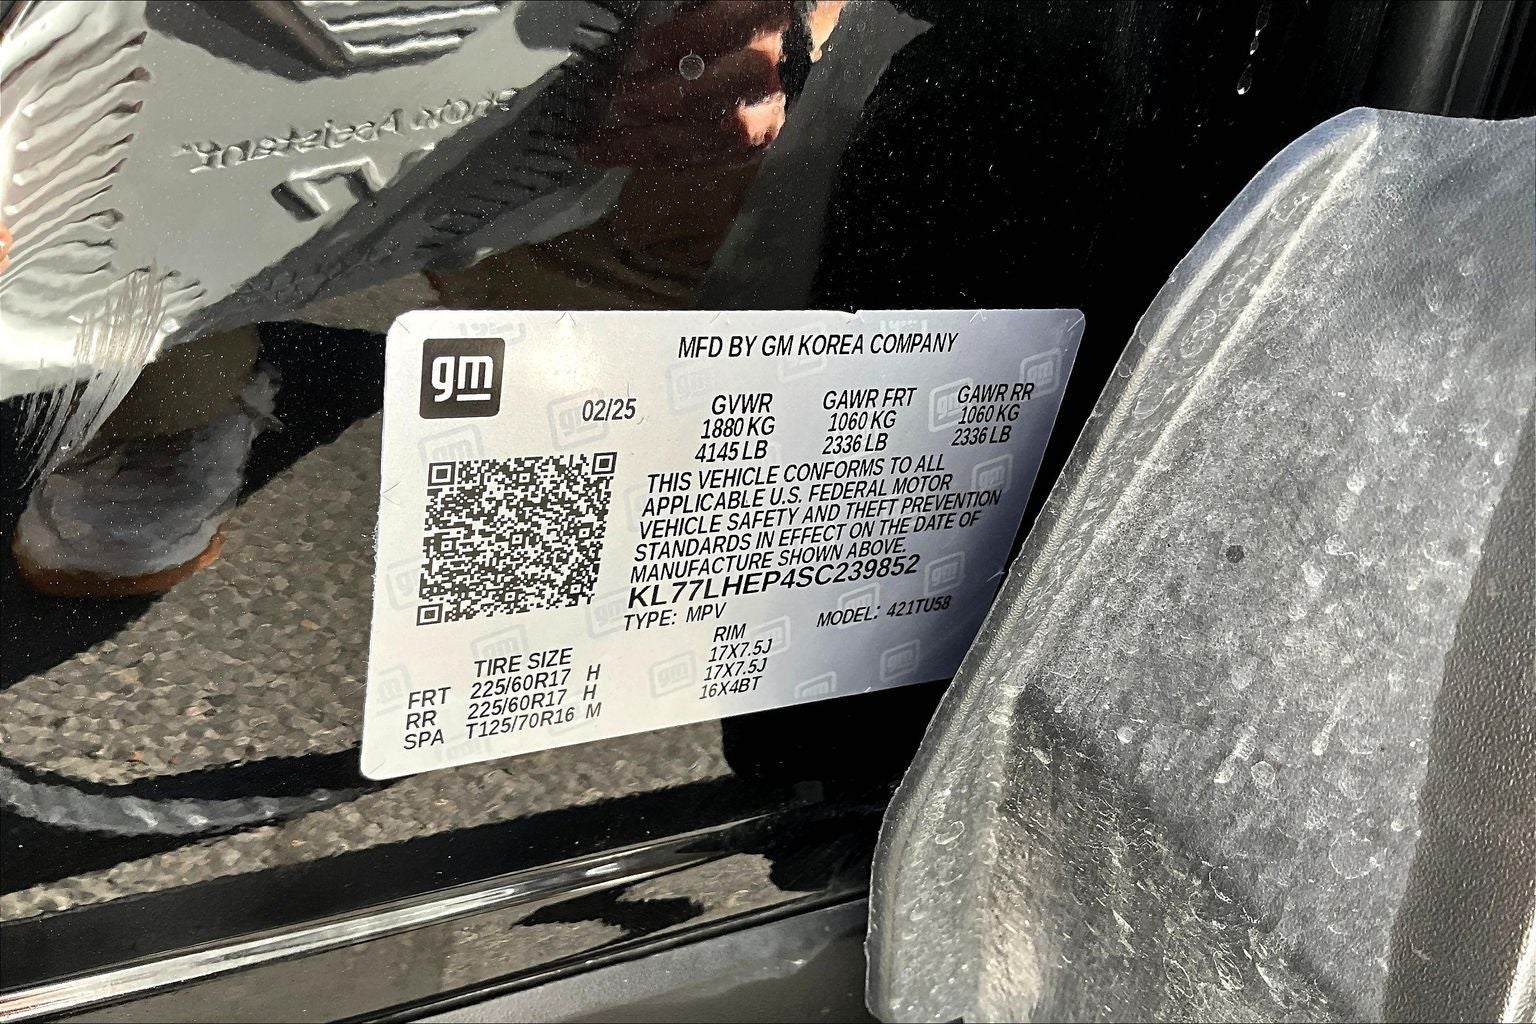 gm
MFD BY GM KOREA COMPANY
02/25
GVWR GAWR FRT GAWR RR
1880 KG 1060 KG 1060 KG
4145 LB 2336 LB 2336 LB
THIS VEHICLE CONFORMS TO ALL
APPLICABLE U.S. FEDERAL MOTOR
VEHICLE SAFETY AND THEFT PREVENTION
STANDARDS IN EFFECT ON THE DATE OF
MANUFACTURE SHOWN ABOVE.
KL77LHEP4SC239852
TYPE: MPV MODEL: 421TU58
TIRE SIZE RIM
FRT 225/60R17 H 17X7.5J
RR 225/60R17 H 17X7.5J
SPA T125/70R16 M 16X4BT